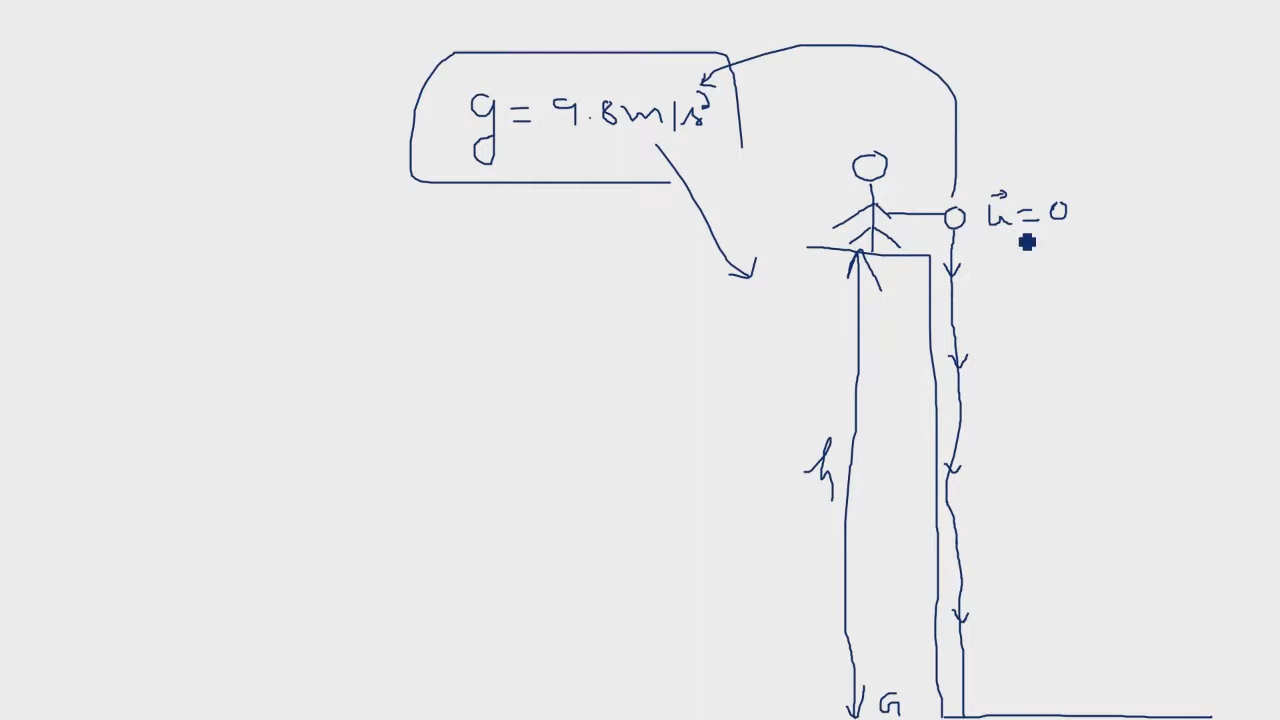 g = 9.8m/s²
u⃗ = 0
h
G